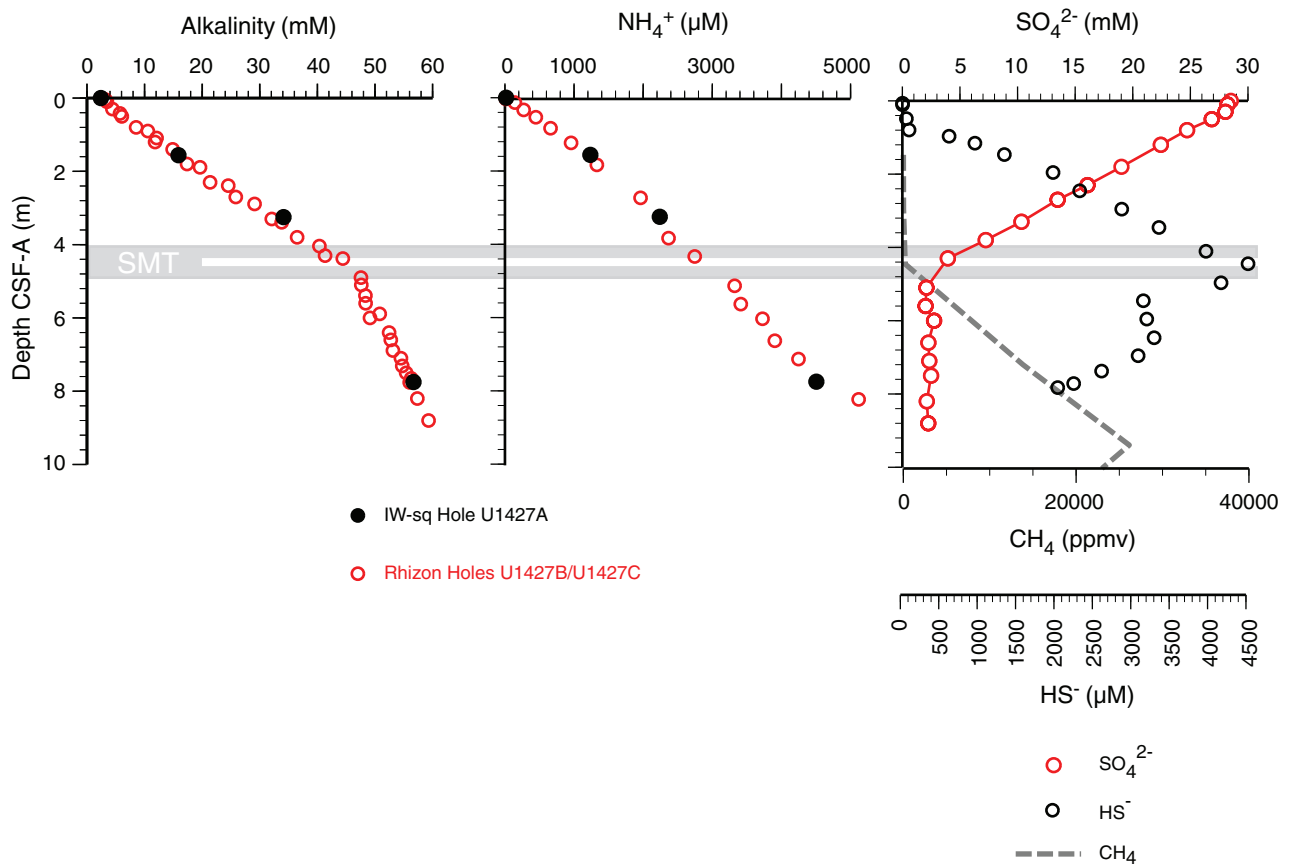 Alkalinity (mM)
NH₄⁺ (µM)
SO₄²⁻ (mM)
0 10 20 30 40 50 60
0 1000 3000 5000
0 5 10 15 20 25 30
Depth CSF-A (m)
0
2
4
6
8
10
SMT
0 20000 40000
CH₄ (ppmv)
IW-sq Hole U1427A
Rhizon Holes U1427B/U1427C
0 500 1000 1500 2000 2500 3000 3500 4000 4500
HS⁻ (µM)
SO₄²⁻
HS⁻
CH₄